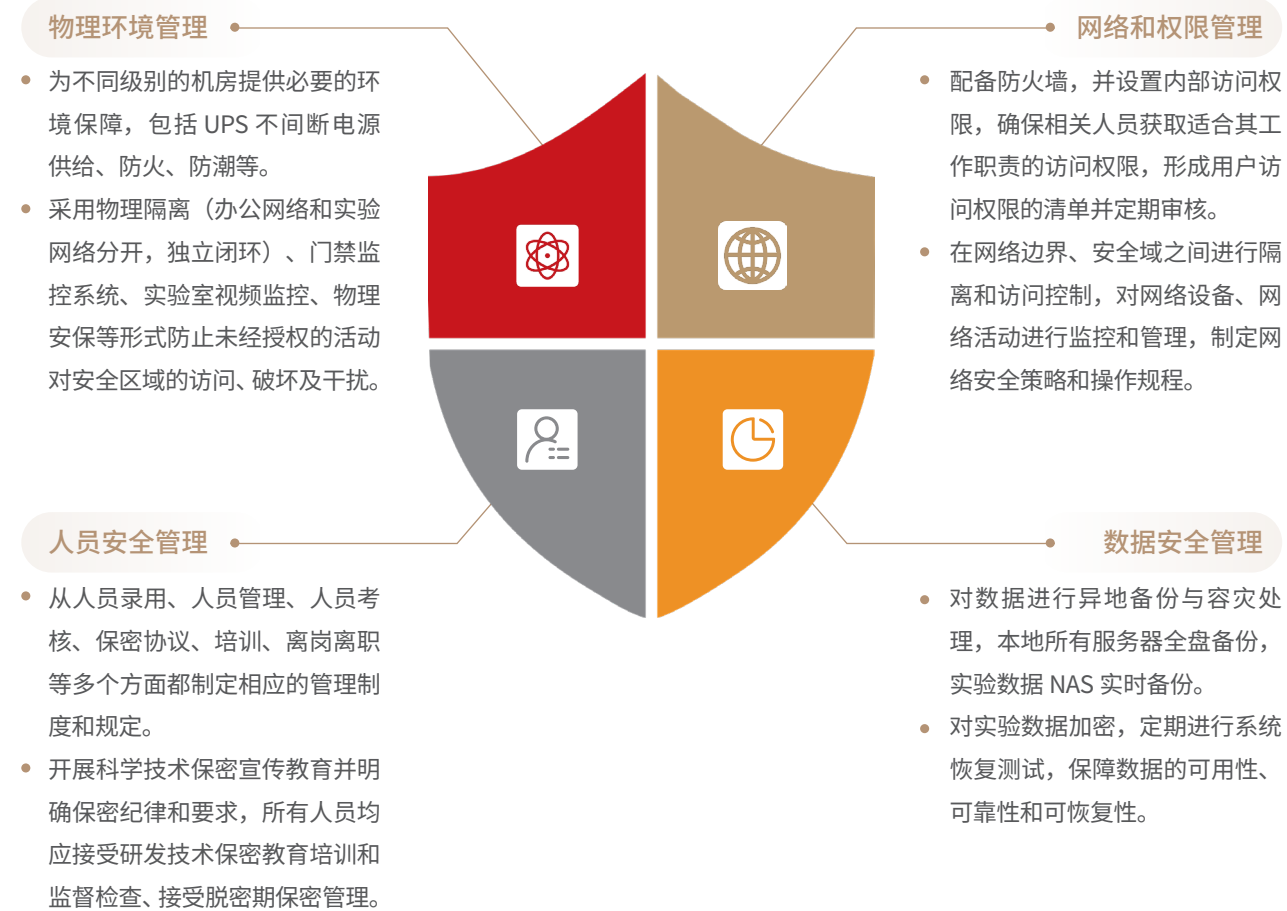 物理环境管理
为不同级别的机房提供必要的环
境保障，包括 UPS 不间断电源
供给、防火、防潮等。
采用物理隔离（办公网络和实验
网络分开，独立闭环）、门禁监
控系统、实验室视频监控、物理
安保等形式防止未经授权的活动
对安全区域的访问、破坏及干扰。
网络和权限管理
配备防火墙，并设置内部访问权
限，确保相关人员获取适合其工
作职责的访问权限，形成用户访
问权限的清单并定期审核。
在网络边界、安全域之间进行隔
离和访问控制，对网络设备、网
络活动进行监控和管理，制定网
络安全策略和操作规程。
人员安全管理
从人员录用、人员管理、人员考
核、保密协议、培训、离岗离职
等多个方面都制定相应的管理制
度和规定。
开展科学技术保密宣传教育并明
确保密纪律和要求，所有人员均
应接受研发技术保密教育培训和
监督检查、接受脱密期保密管理。
数据安全管理
对数据进行异地备份与容灾处
理，本地所有服务器全盘备份，
实验数据 NAS 实时备份。
对实验数据加密，定期进行系统
恢复测试，保障数据的可用性、
可靠性和可恢复性。